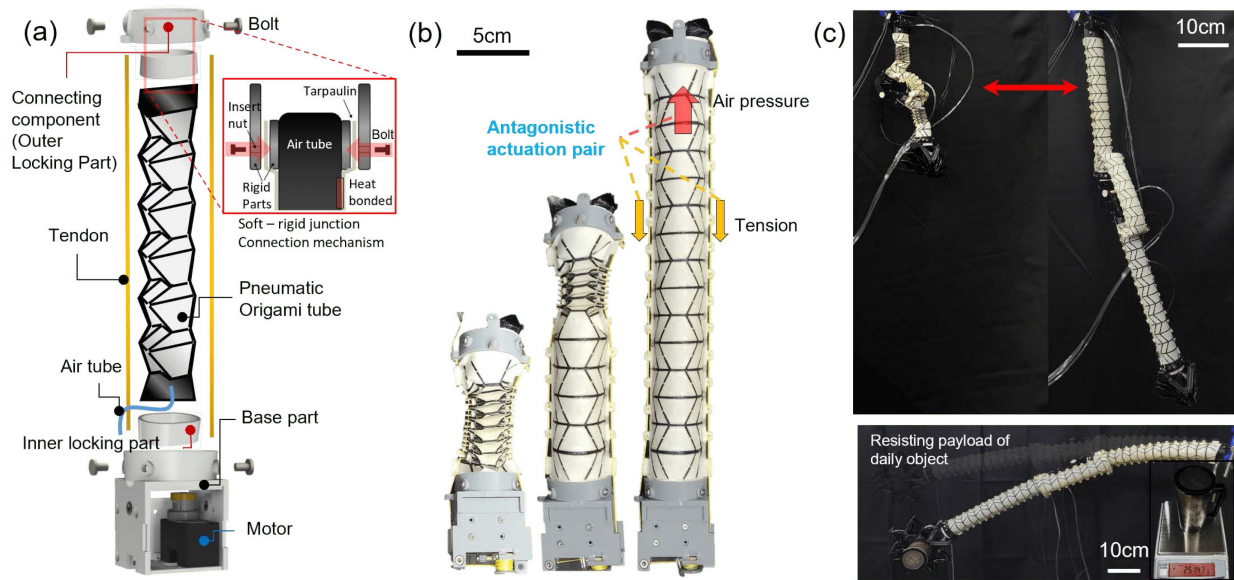 (a)
Bolt
Connecting
component
(Outer
Locking Part)
Tarpaulin
Insert
nut
Bolt
Air tube
Rigid
Parts
Heat
bonded
Soft – rigid junction
Connection mechanism
Tendon
Pneumatic
Origami tube
Air tube
Base part
Inner locking part
Motor
(b)
5cm
Air pressure
Antagonistic
actuation pair
Tension
(c)
10cm
Resisting payload of
daily object
10cm